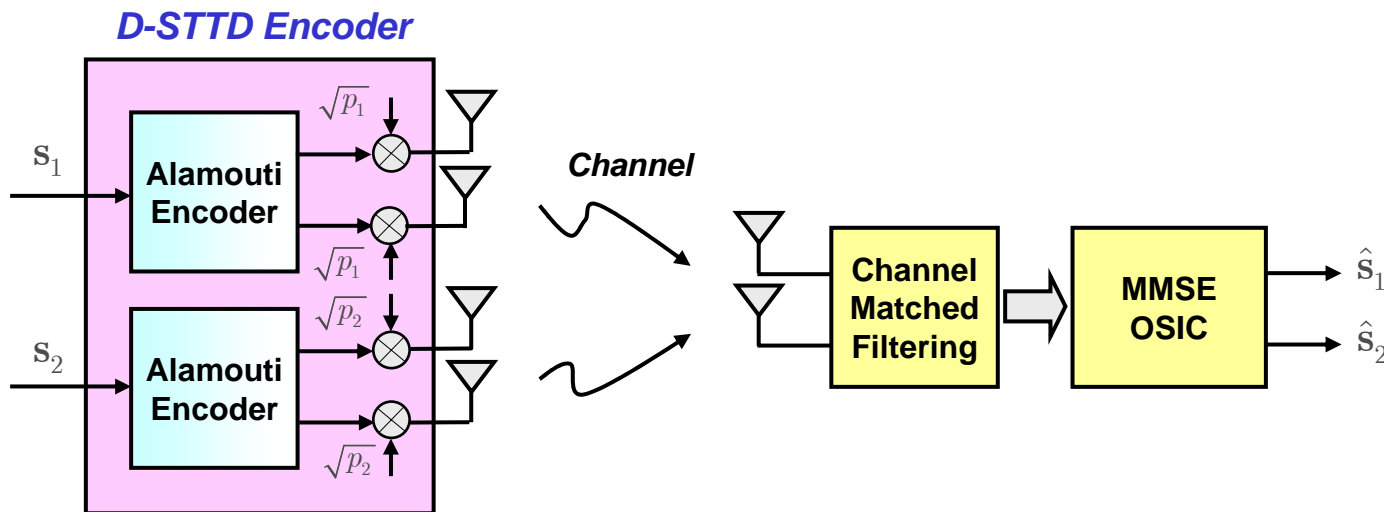 D-STTD Encoder
√p₁
s₁
Alamouti
Encoder
√p₁
Channel
√p₂
s₂
Alamouti
Encoder
√p₂
Channel
Matched
Filtering
MMSE
OSIC
ŝ₁
ŝ₂